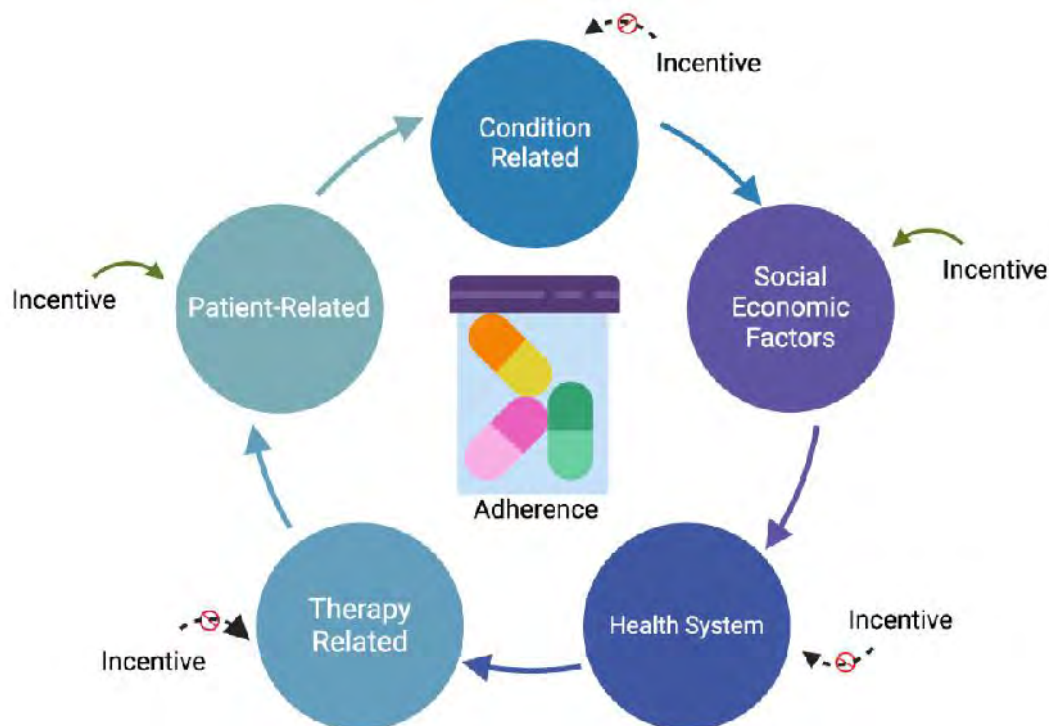 Incentive
Condition
Related
Incentive
Patient-Related
Social
Economic
Factors
Incentive
Adherence
Therapy
Related
Incentive
Health System
Incentive